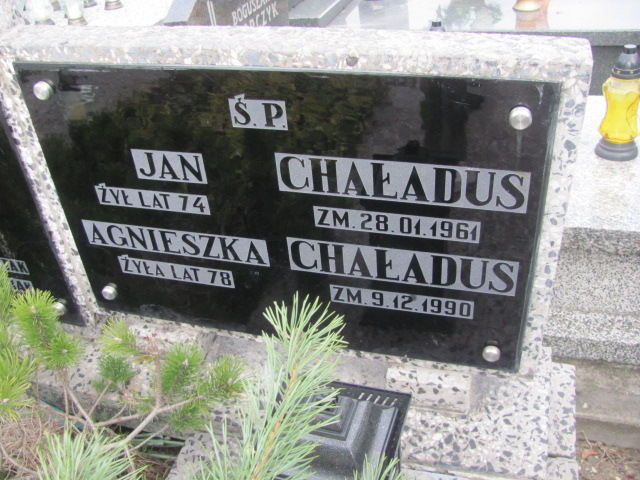 Ś.P.
JAN CHAŁADUS
ŻYŁ LAT 74 ZM. 28.01.1961
AGNIESZKA CHAŁADUS
ŻYŁA LAT 78 ZM. 9.12.1990